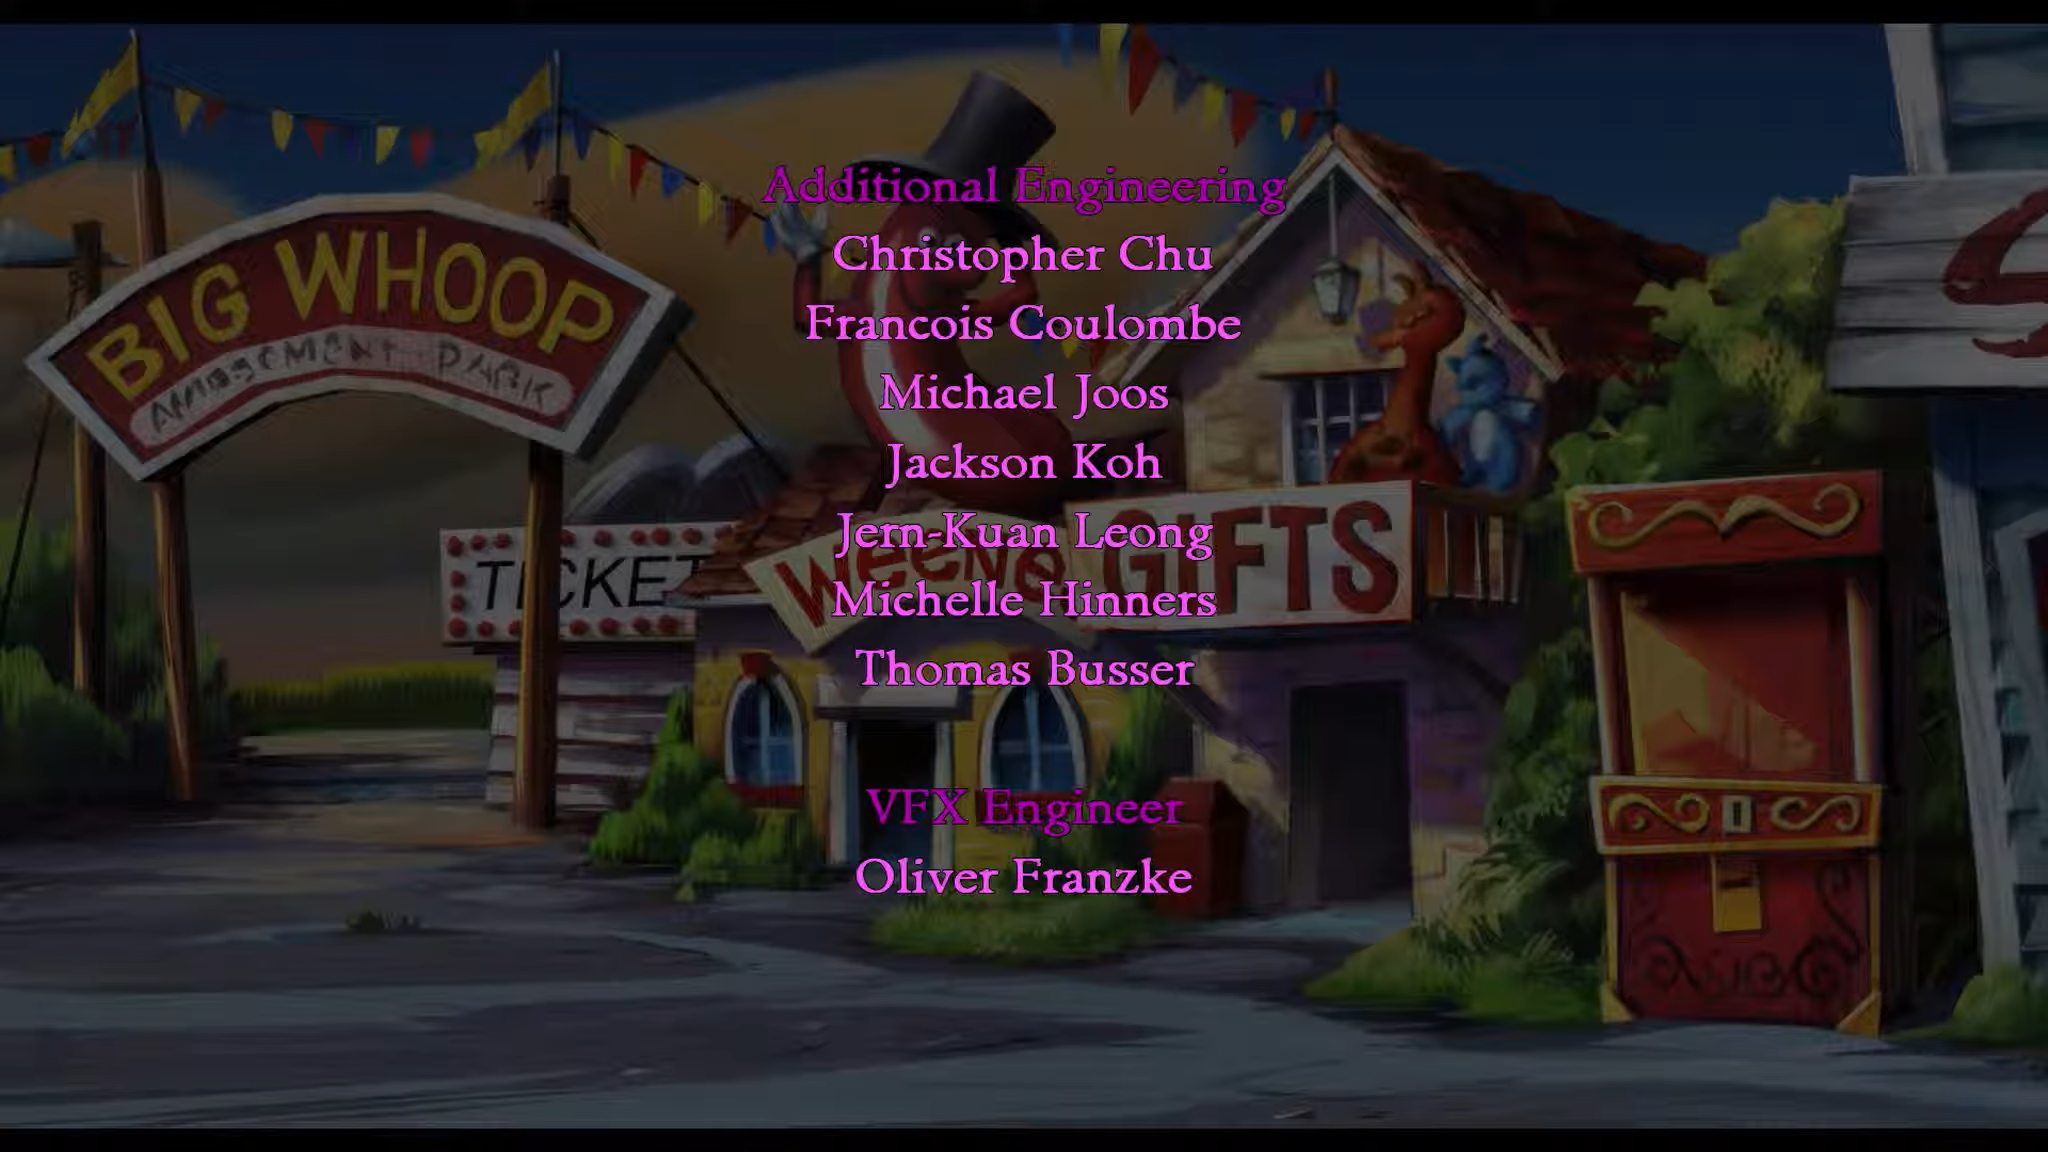 Additional Engineering
Christopher Chu
Francois Coulombe
Michael Joos
Jackson Koh
Jern-Kuan Leong
Michelle Hinners
Thomas Busser
VFX Engineer
Oliver Franzke
BIG WHOOP
AMUSEMENT PARK
TICKET
WEENO GIFTS
S